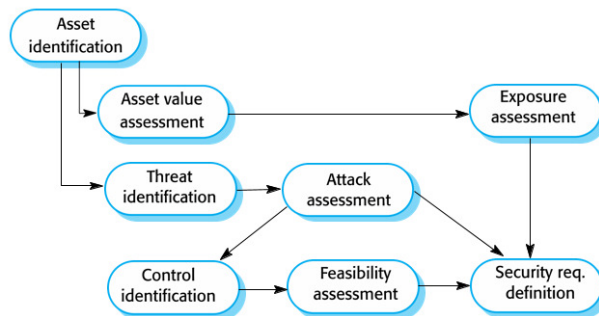 Asset
identification
Asset value
assessment
Exposure
assessment
Threat
identification
Attack
assessment
Control
identification
Feasibility
assessment
Security req.
definition